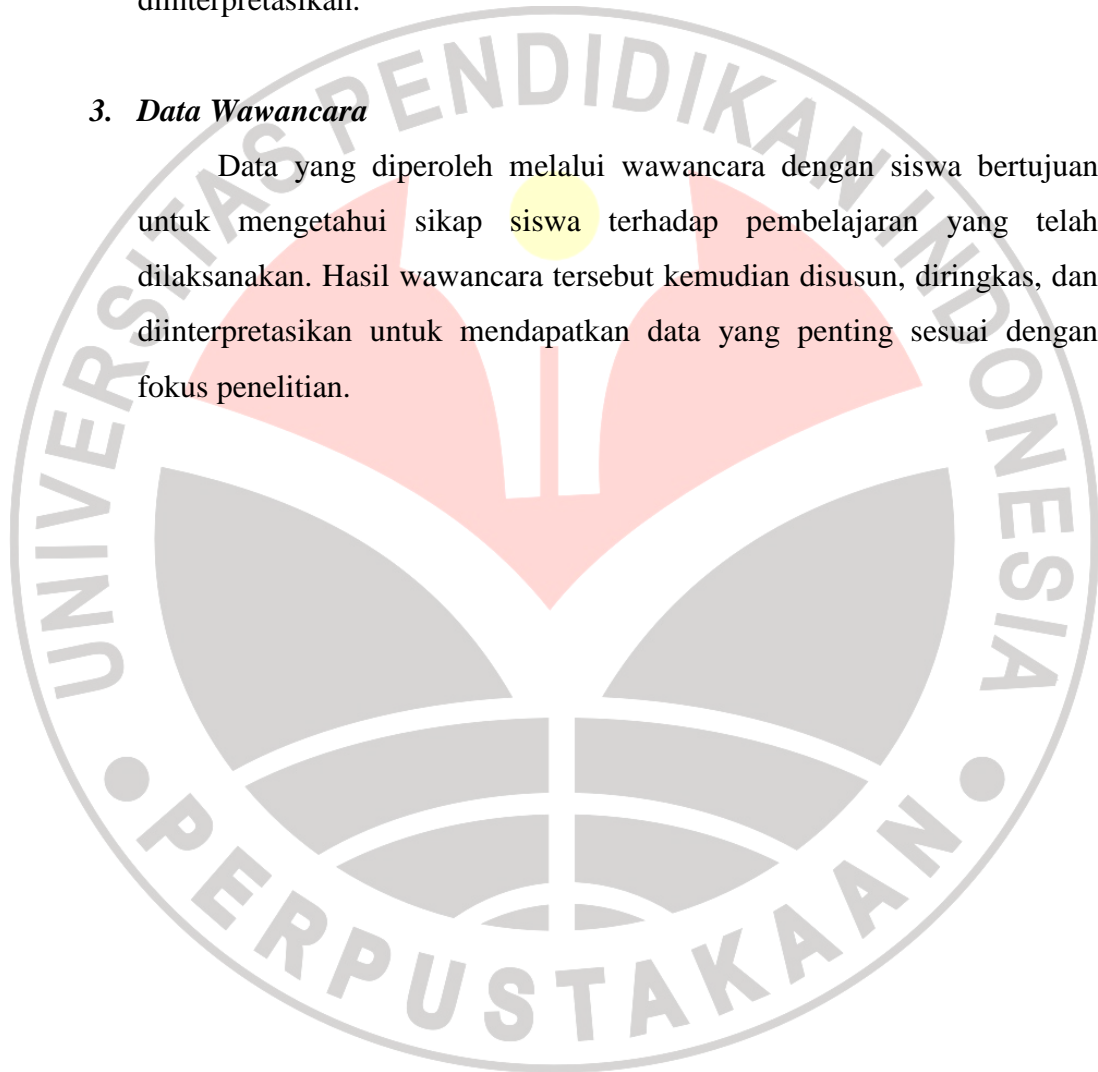 diinterpretasikan.
3. Data Wawancara
Data yang diperoleh melalui wawancara dengan siswa bertujuan
untuk mengetahui sikap siswa terhadap pembelajaran yang telah
dilaksanakan. Hasil wawancara tersebut kemudian disusun, diringkas, dan
diinterpretasikan untuk mendapatkan data yang penting sesuai dengan
fokus penelitian.
UNIVERSITAS PENDIDIKAN INDONESIA
PERPUSTAKAAN